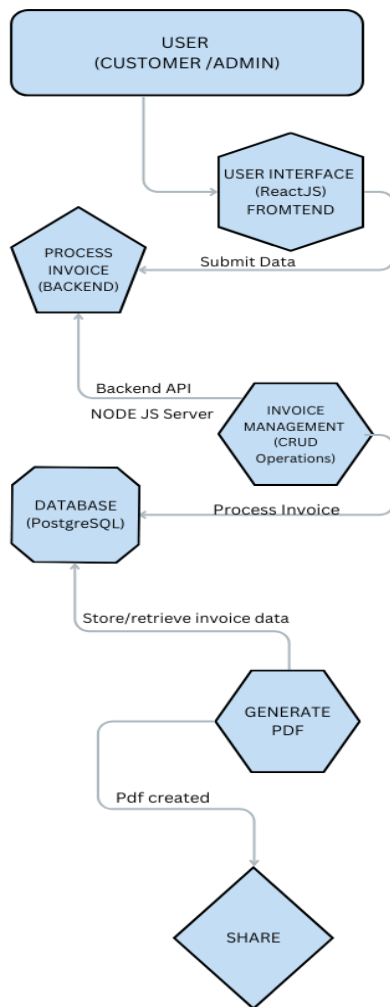 USER
(CUSTOMER /ADMIN)
USER INTERFACE
(ReactJS)
FROMTEND
Submit Data
PROCESS
INVOICE
(BACKEND)
Backend API
NODE JS Server
INVOICE
MANAGEMENT
(CRUD
Operations)
Process Invoice
DATABASE
(PostgreSQL)
Store/retrieve invoice data
GENERATE
PDF
Pdf created
SHARE